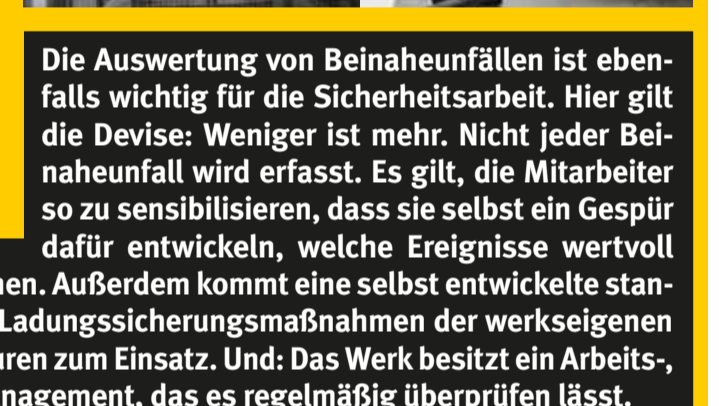 Die Auswertung von Beinaheunfällen ist eben-
falls wichtig für die Sicherheitsarbeit. Hier gilt
die Devise: Weniger ist mehr. Nicht jeder Bei-
naheunfall wird erfasst. Es gilt, die Mitarbeiter
so zu sensibilisieren, dass sie selbst ein Gespür
dafür entwickeln, welche Ereignisse wertvoll
Außerdem kommt eine selbst entwickelte stan-
Ladungssicherungsmaßnahmen der werkseigenen
zum Einsatz. Und: Das Werk besitzt ein Arbeits-,
das es regelmäßig überprüfen lässt.